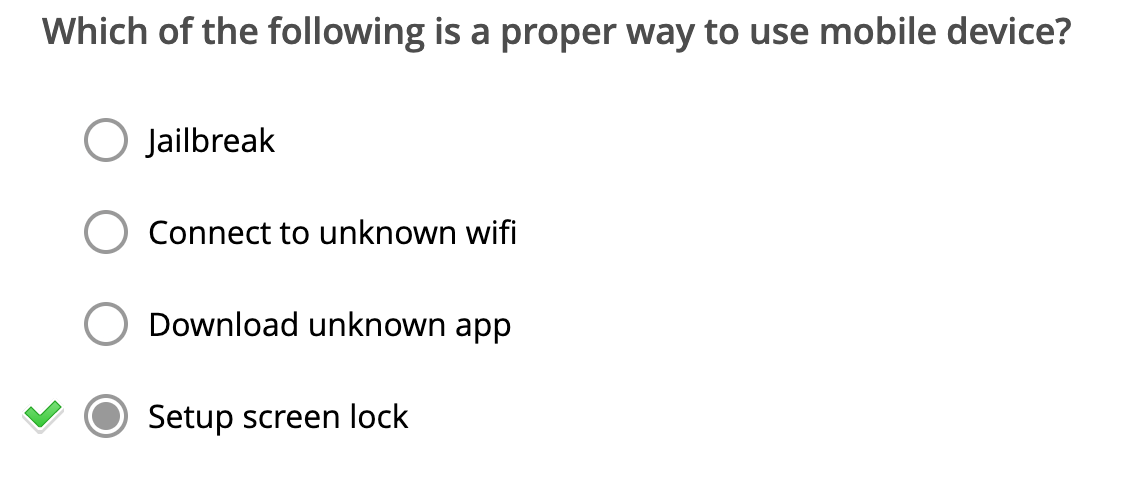 Which of the following is a proper way to use mobile device?
Jailbreak
Connect to unknown wifi
Download unknown app
Setup screen lock